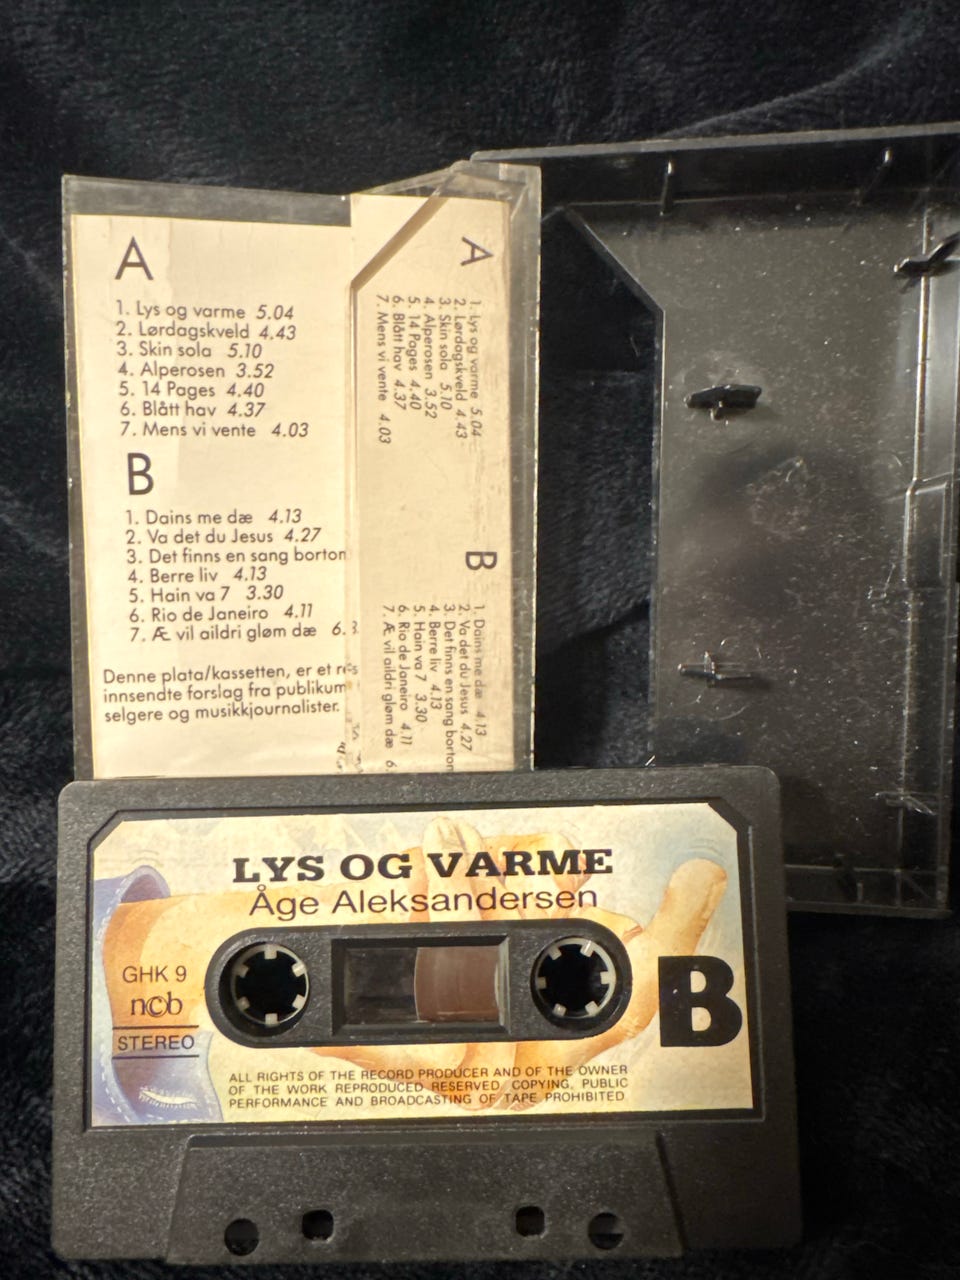 A
1. Lys og varme 5.04
2. Lørdagskveld 4.43
3. Skin sola 5.10
4. Alperosen 3.52
5. 14 Pages 4.40
6. Blått hav 4.37
7. Mens vi vente 4.03
B
1. Dains me dæ 4.13
2. Va det du Jesus 4.27
3. Det finns en sang borton
4. Berre liv 4.13
5. Hain va 7 3.30
6. Rio de Janeiro 4.11
7. Æ vil aildri gløm dæ 6.
Denne plata/kassetten, er et
innsendte forslag fra publikum
selgere og musikkjournalister.
A
1. Lys og varme 5.04
2. Lørdagskveld 4.43
3. Skin sola 5.10
4. Alperosen 3.52
5. 14 Pages 4.40
6. Blått hav 4.37
7. Mens vi vente 4.03
B
1. Dains me dæ 4.13
2. Va det du Jesus 4.27
3. Det finns en sang borton
4. Berre liv 4.13
5. Hain va 7 3.30
6. Rio de Janeiro 4.11
7. Æ vil aildri gløm dæ 6.
LYS OG VARME
Åge Aleksandersen
GHK 9
ncb
STEREO
B
ALL RIGHTS OF THE RECORD PRODUCER AND OF THE OWNER
OF THE WORK REPRODUCED RESERVED COPYING, PUBLIC
PERFORMANCE AND BROADCASTING OF TAPE PROHIBITED